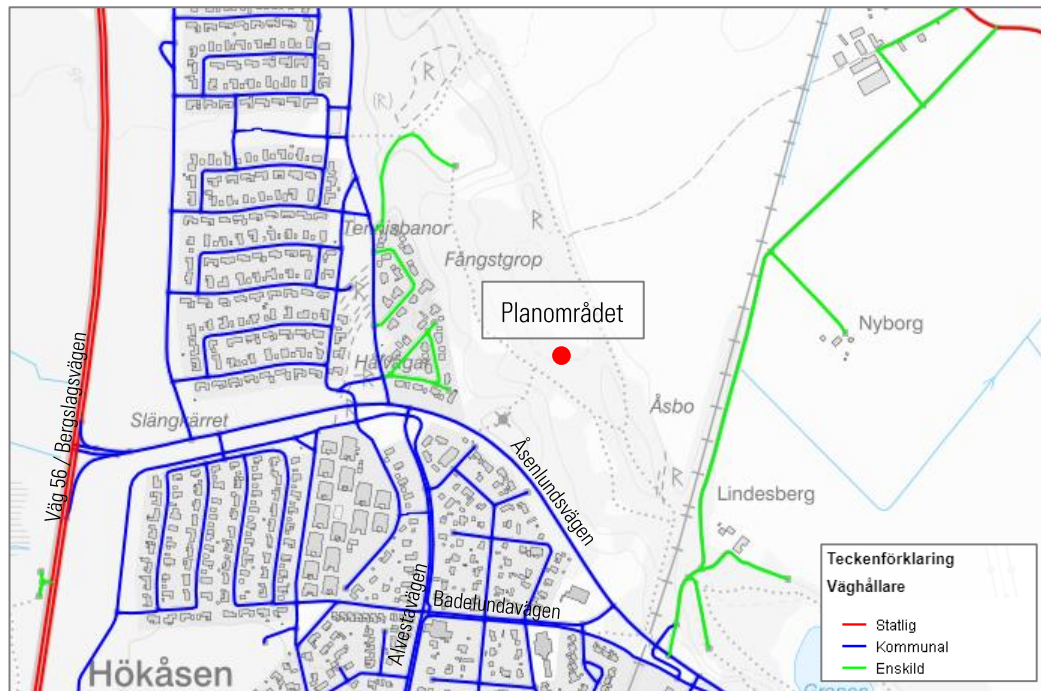 R
(R)
Tennisbanor
Fångstgrop
R
Planområdet
Nyborg
R
Hålvägar
R
Åsbo
Slängkärret
Väg 56 / Bergslagsvägen
Åsenlundsvägen
R
Lindesberg
Teckenförklaring
Väghållare
Statlig
Kommunal
Enskild
Badelundavägen
Alvestavägen
Hökåsen